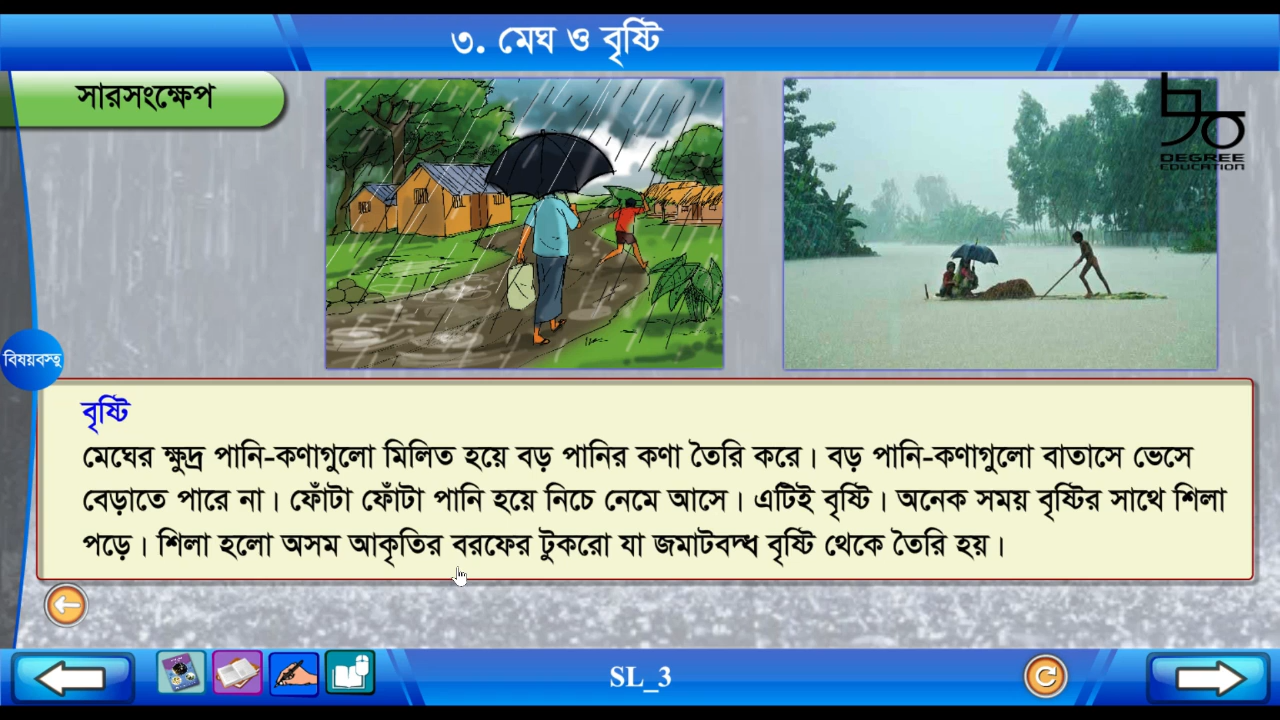 ৩. মেঘ ও বৃষ্টি
সারসংক্ষেপ
DEGREE
EDUCATION
বিষয়বস্তু
বৃষ্টি
মেঘের ক্ষুদ্র পানি-কণাগুলো মিলিত হয়ে বড় পানির কণা তৈরি করে। বড় পানি-কণাগুলো বাতাসে ভেসে
বেড়াতে পারে না। ফোঁটা ফোঁটা পানি হয়ে নিচে নেমে আসে। এটিই বৃষ্টি। অনেক সময় বৃষ্টির সাথে শিলা
পড়ে। শিলা হলো অসম আকৃতির বরফের টুকরো যা জমাটবদ্ধ বৃষ্টি থেকে তৈরি হয়।
SL_3